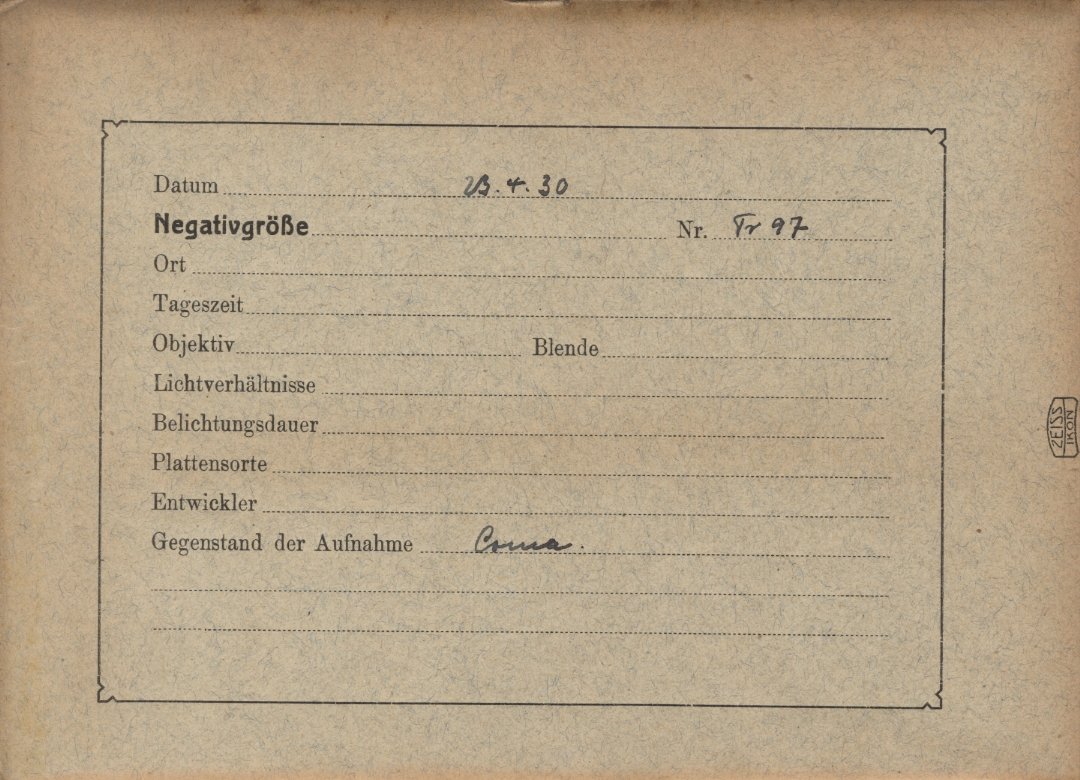 Datum 23.4.30
Negativgröße Nr. Tr 97
Ort
Tageszeit
Objektiv Blende
Lichtverhältnisse
Belichtungsdauer
Plattensorte
Entwickler
Gegenstand der Aufnahme Coma.
ZEISS
IKON